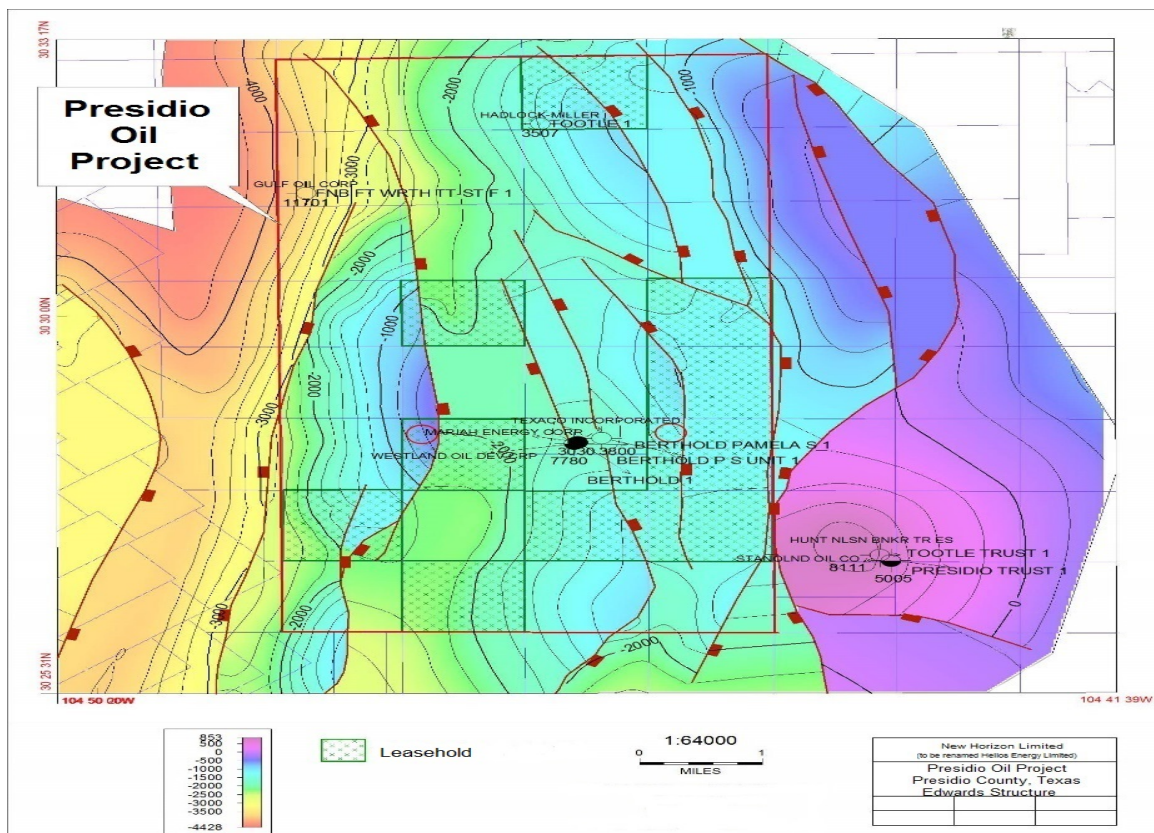 30 33 17N
Presidio
Oil
Project
-4000
-3000
-2000
-2000
-1000
HADLOCK-MILLER
TOOTLE 1
3507
GULF OIL CORP
FNB FT WRTH TT ST F 1
11701
-2000
30 30 00N
-1000
-2000
-3000
TEXACO INCORPORATED
MARIAH ENERGY CORP
BERTHOLD PAMELA S 1
3030 3800
WESTLAND OIL DEV CRP
7780
BERTHOLD P S UNIT 1
BERTHOLD 1
-2000
HUNT NLSN BNKR TR ES
STANOLND OIL CO
TOOTLE TRUST 1
8111
PRESIDIO TRUST 1
5005
-3000
-2000
0
-2000
30 25 31N
104 50 20W
104 41 39W
853
500
0
-500
-1000
-1500
-2000
-2500
-3000
-3500
-4428
Leasehold
1:64000
0 1
MILES
New Horizon Limited
(to be renamed Helios Energy Limited)
Presidio Oil Project
Presidio County, Texas
Edwards Structure